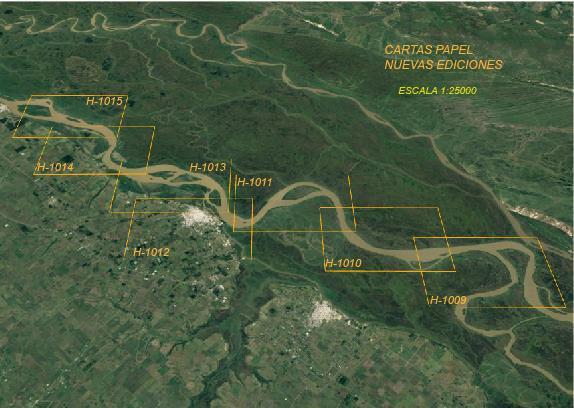 CARTAS PAPEL
NUEVAS EDICIONES
ESCALA 1:25000
H-1015
H-1014
H-1013
H-1011
H-1012
H-1010
H-1009